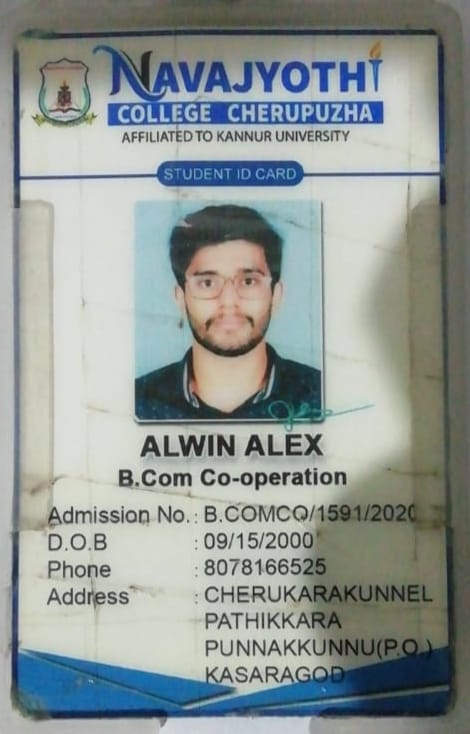 NAVAJYOTHI
COLLEGE CHERUPUZHA
AFFILIATED TO KANNUR UNIVERSITY
STUDENT ID CARD
ALWIN ALEX
B.Com Co-operation
Admission No. : B.COMCO/1591/2020
D.O.B : 09/15/2000
Phone : 8078166525
Address : CHERUKARAKUNNEL
PATHIKKARA
PUNNAKKUNNU(P.O.)
KASARAGOD